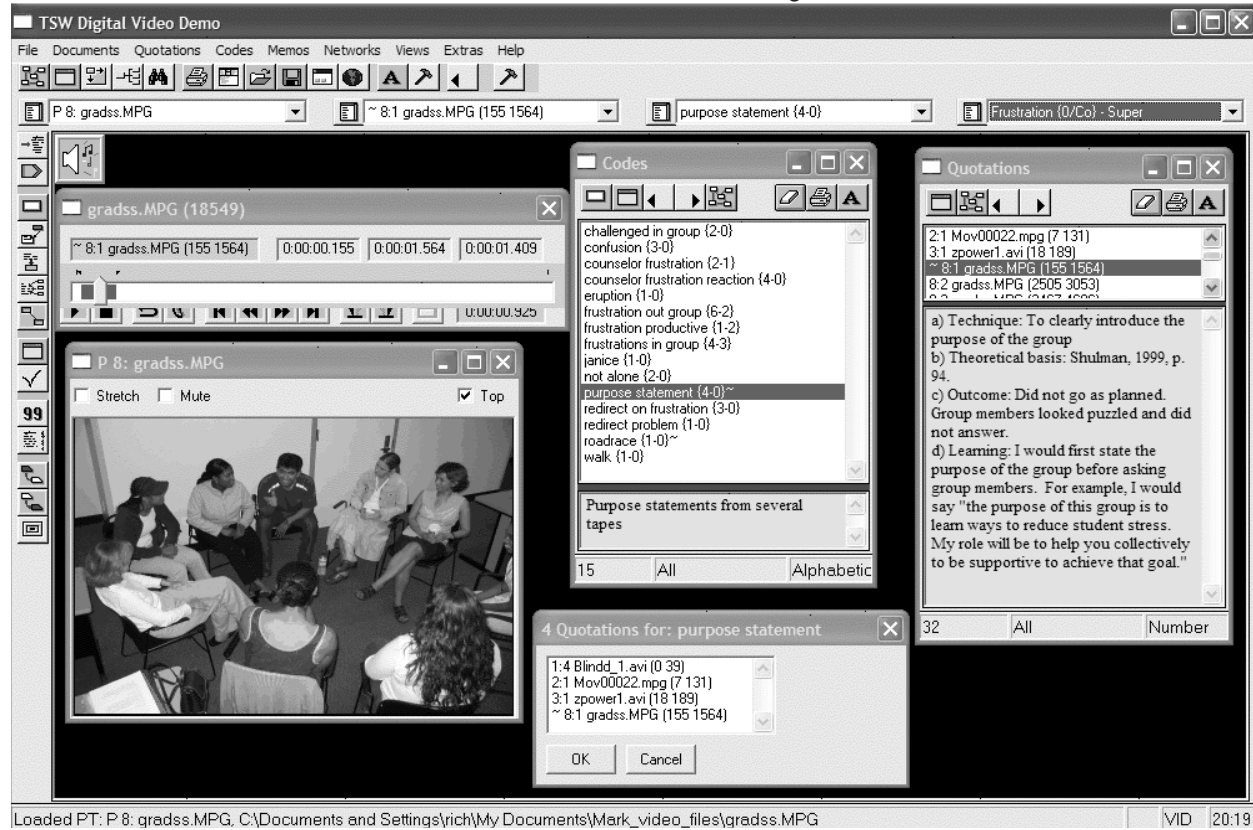 TSW Digital Video Demo
File Documents Quotations Codes Memos Networks Views Extras Help
P 8: gradss.MPG
~ 8:1 gradss.MPG (155 1564)
purpose statement {4-0}
Frustration {0/Co} - Super
gradss.MPG (18549)
~ 8:1 gradss.MPG (155 1564) 0:00:00.155 0:00:01.564 0:00:01.409
0:00:00.925
P 8: gradss.MPG
Stretch Mute Top
Codes
challenged in group {2-0}
confusion {3-0}
counselor frustration {2-1}
counselor frustration reaction {4-0}
eruption {1-0}
frustration out group {6-2}
frustration productive {1-2}
frustrations in group {4-3}
janice {1-0}
not alone {2-0}
purpose statement {4-0}~
redirect on frustration {3-0}
redirect problem {1-0}
roadrace {1-0}~
walk {1-0}
Purpose statements from several
tapes
15 All Alphabetic
4 Quotations for: purpose statement
1:4 Blindd_1.avi (0 39)
2:1 Mov00022.mpg (7 131)
3:1 zpower1.avi (18 189)
~ 8:1 gradss.MPG (155 1564)
OK Cancel
Quotations
2:1 Mov00022.mpg (7 131)
3:1 zpower1.avi (18 189)
~ 8:1 gradss.MPG (155 1564)
8:2 gradss.MPG (2505 3053)
a) Technique: To clearly introduce the
purpose of the group
b) Theoretical basis: Shulman, 1999, p.
94.
c) Outcome: Did not go as planned.
Group members looked puzzled and did
not answer.
d) Learning: I would first state the
purpose of the group before asking
group members. For example, I would
say "the purpose of this group is to
learn ways to reduce student stress.
My role will be to help you collectively
to be supportive to achieve that goal."
32 All Number
99
Loaded PT: P 8: gradss.MPG, C:\Documents and Settings\rich\My Documents\Mark_video_files\gradss.MPG
VID 20:19